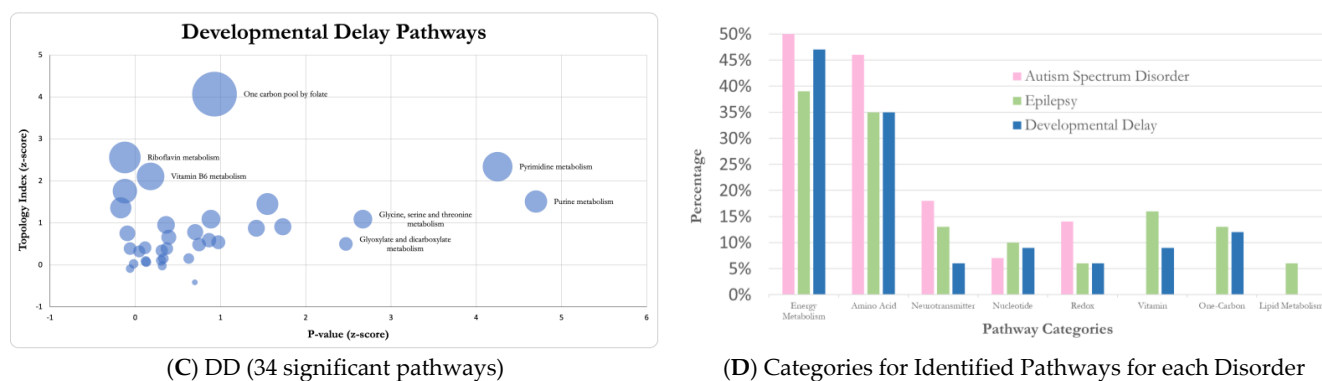 Developmental Delay Pathways
5
4
3
2
1
0
-1
Topology Index (z-score)
One carbon pool by folate
Riboflavin metabolism
Vitamin B6 metabolism
Pyrimidine metabolism
Purine metabolism
Glycine, serine and threonine
metabolism
Glyoxylate and dicarboxylate
metabolism
-1 0 1 2 3 4 5 6
P-value (z-score)
(C) DD (34 significant pathways)
50%
45%
40%
35%
30%
25%
20%
15%
10%
5%
0%
Percentage
Autism Spectrum Disorder
Epilepsy
Developmental Delay
Energy Metabolism
Amino Acid
Neurotransmitter
Nucleotide
Redox
Vitamin
One-Carbon
Lipid Metabolism
Pathway Categories
(D) Categories for Identified Pathways for each Disorder